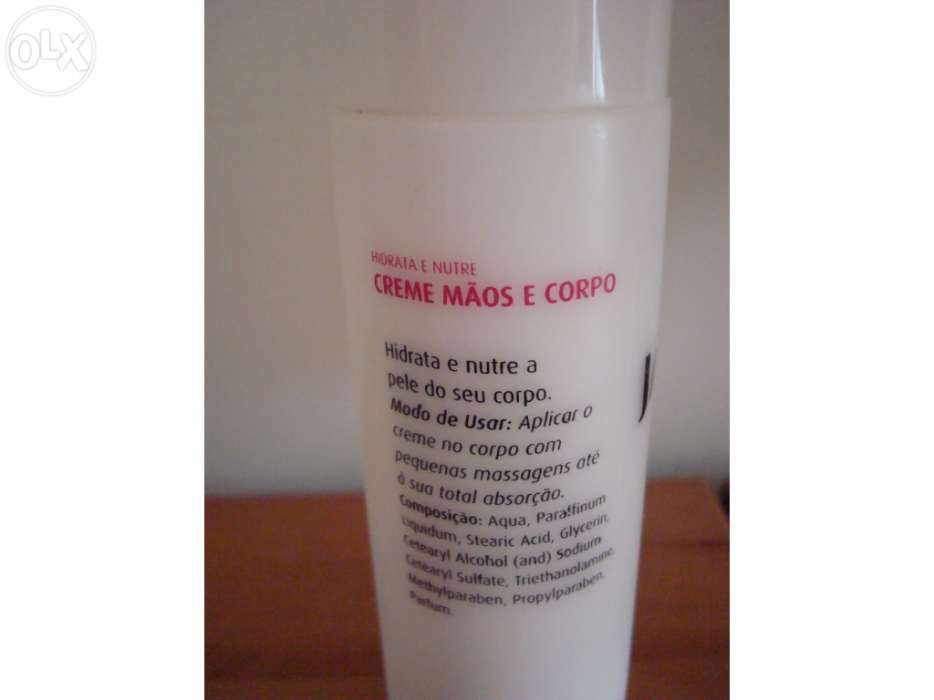 OLX
HIDRATA E NUTRE
CREME MÃOS E CORPO
Hidrata e nutre a
pele do seu corpo.
Modo de Usar: Aplicar o
creme no corpo com
pequenas massagens até
à sua total absorção.
Composição: Aqua, Paraffinum
Liquidum, Stearic Acid, Glycerin,
Cetearyl Alcohol (and) Sodium
Cetearyl Sulfate, Triethanolamine,
Methylparaben, Propylparaben,
Parfum.